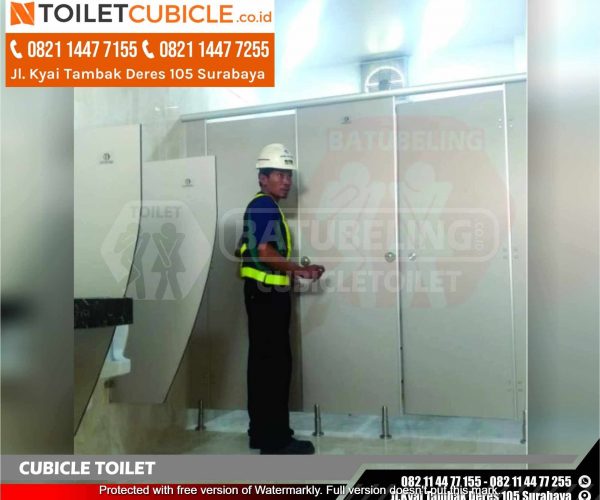 TOILETCUBICLE.co.id
0821 1447 7155 0821 1447 7255
Jl. Kyai Tambak Deres 105 Surabaya
TOILET
BATUBELING
BATUBELING.co.id
CUBICLETOILET
CUBICLE TOILET
082 11 44 77 155 - 082 11 44 77 255
Jl.Kyai Tambak Deres 105 Surabaya
Protected with free version of Watermarkly. Full version doesn't put this mark.